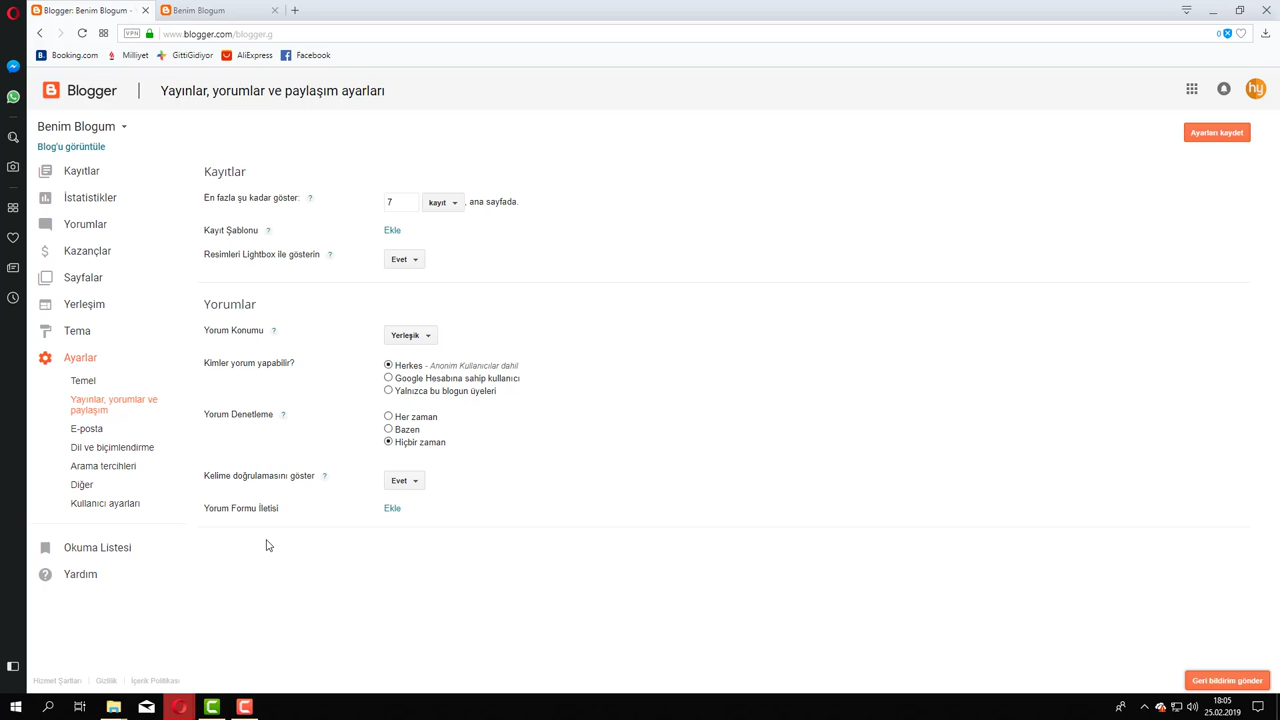 Blogger: Benim Blogum -
Benim Blogum
VPN
www.blogger.com/blogger.g
0
Booking.com
Milliyet
GittiGidiyor
AliExpress
Facebook
Blogger
Yayınlar, yorumlar ve paylaşım ayarları
hy
Benim Blogum
Ayarları kaydet
Blog'u görüntüle
Kayıtlar
İstatistikler
Yorumlar
Kazançlar
Sayfalar
Yerleşim
Tema
Ayarlar
Temel
Yayınlar, yorumlar ve
paylaşım
E-posta
Dil ve biçimlendirme
Arama tercihleri
Diğer
Kullanıcı ayarları
Okuma Listesi
Yardım
Kayıtlar
En fazla şu kadar göster: ? 7 kayıt , ana sayfada.
Kayıt Şablonu ? Ekle
Resimleri Lightbox ile gösterin ? Evet
Yorumlar
Yorum Konumu ? Yerleşik
Kimler yorum yapabilir?
Herkes - Anonim Kullanıcılar dahil
Google Hesabına sahip kullanıcı
Yalnızca bu blogun üyeleri
Yorum Denetleme ?
Her zaman
Bazen
Hiçbir zaman
Kelime doğrulamasını göster ? Evet
Yorum Formu İletisi Ekle
Hizmet Şartları | Gizlilik | İçerik Politikası
Geri bildirim gönder
18:05
25.02.2019